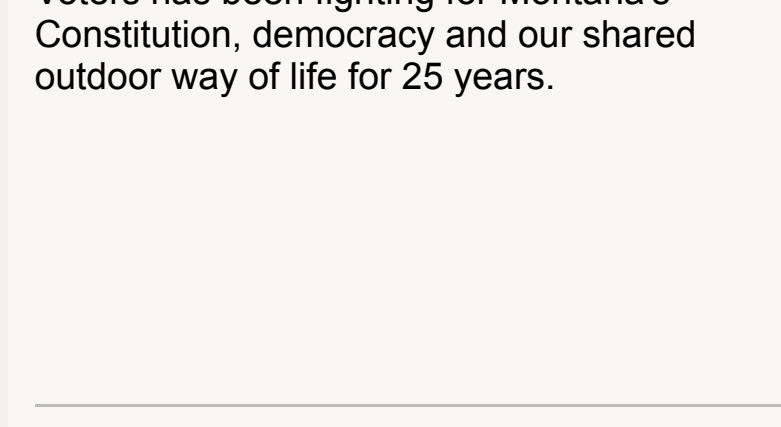 Voters has been fighting for Montana's
Constitution, democracy and our shared
outdoor way of life for 25 years.